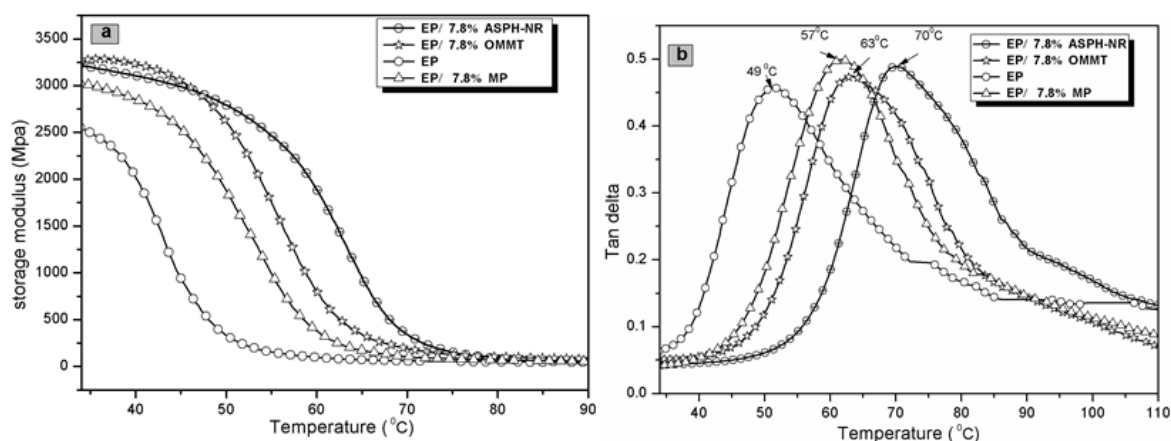 a
EP/ 7.8% ASPH-NR
EP/ 7.8% OMMT
EP
EP/ 7.8% MP
3500
3000
2500
2000
1500
1000
500
0
storage modulus (Mpa)
40 50 60 70 80 90
Temperature (°C)
b
57°C 63°C 70°C
49°C
EP/ 7.8% ASPH-NR
EP/ 7.8% OMMT
EP
EP/ 7.8% MP
0.5
0.4
0.3
0.2
0.1
0.0
Tan delta
40 50 60 70 80 90 100 110
Temperature (°C)